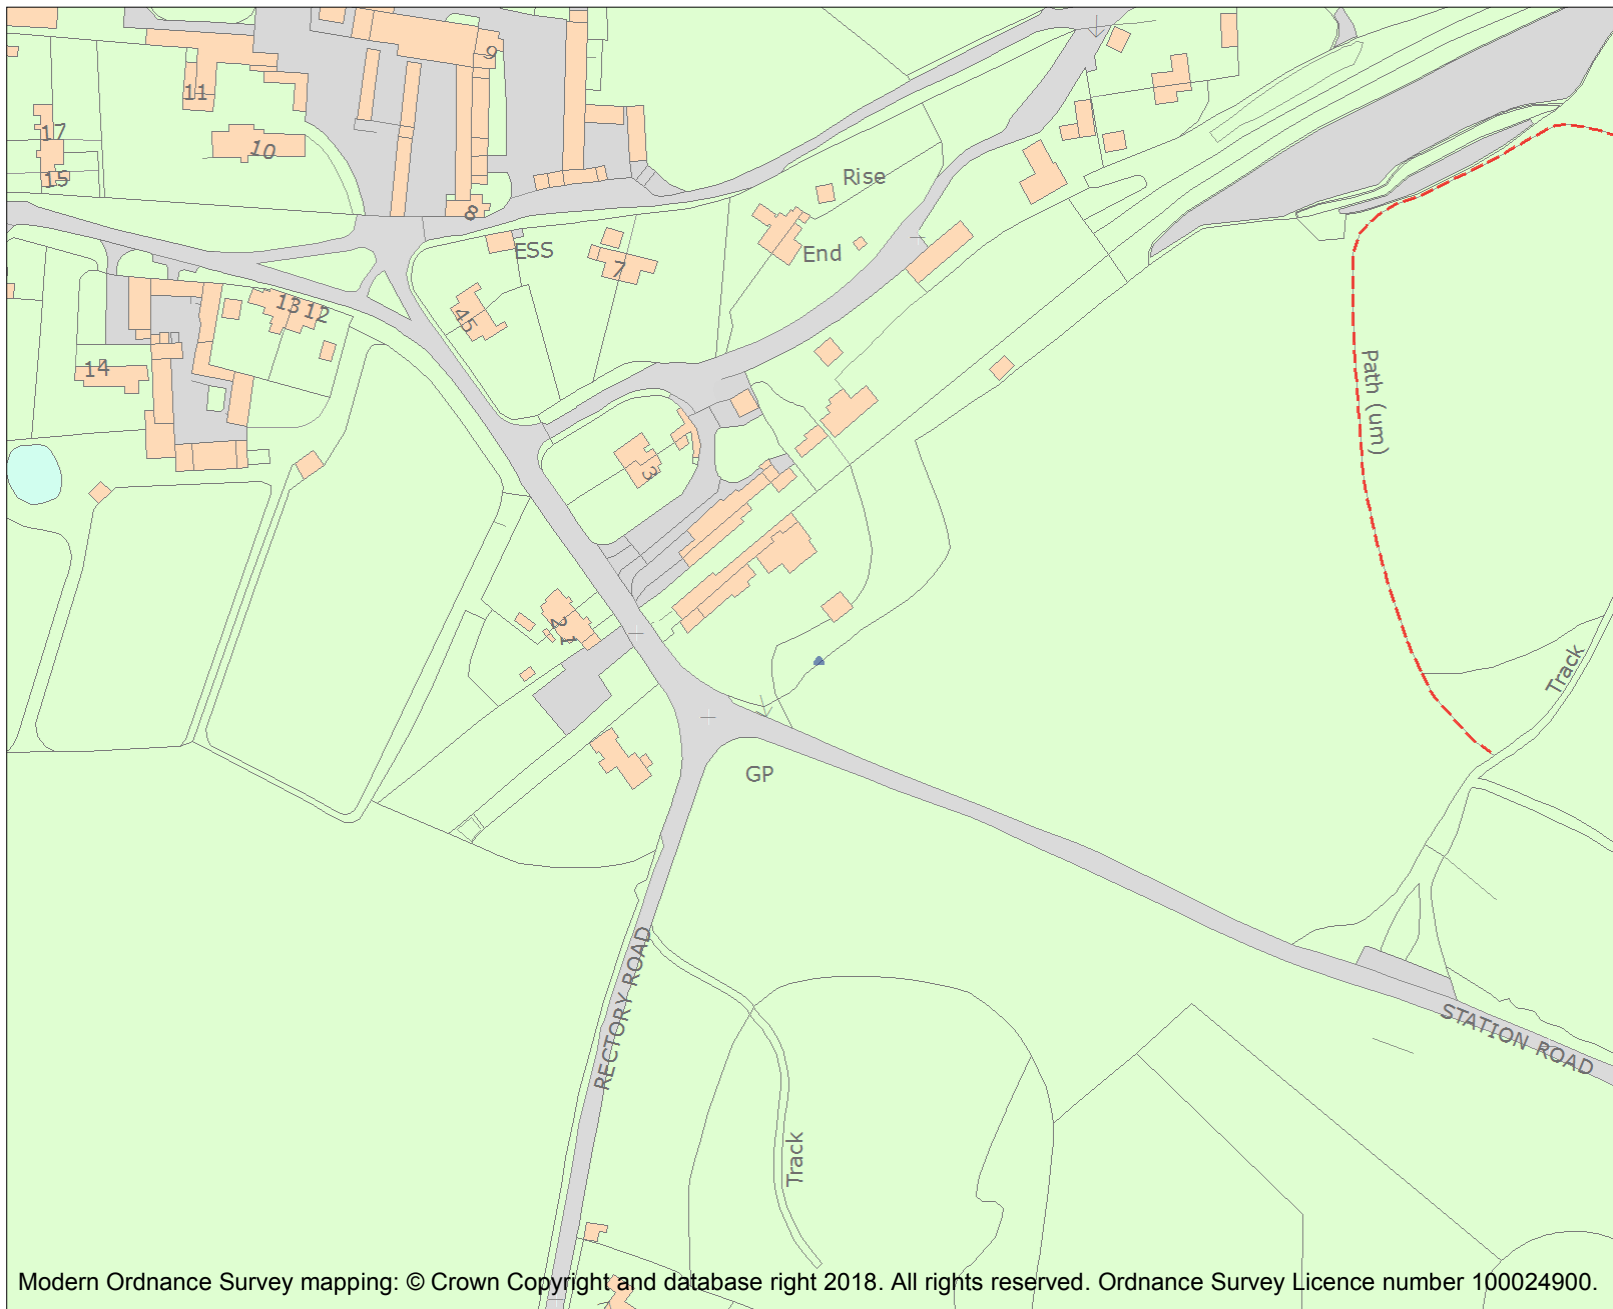 9
11
17
10
15
Rise
8
ESS
7
End
13 12
45
14
Path (um)
3
2
1
Track
GP
RECTORY ROAD
STATION ROAD
Track
Modern Ordnance Survey mapping: © Crown Copyright and database right 2018. All rights reserved. Ordnance Survey Licence number 100024900.